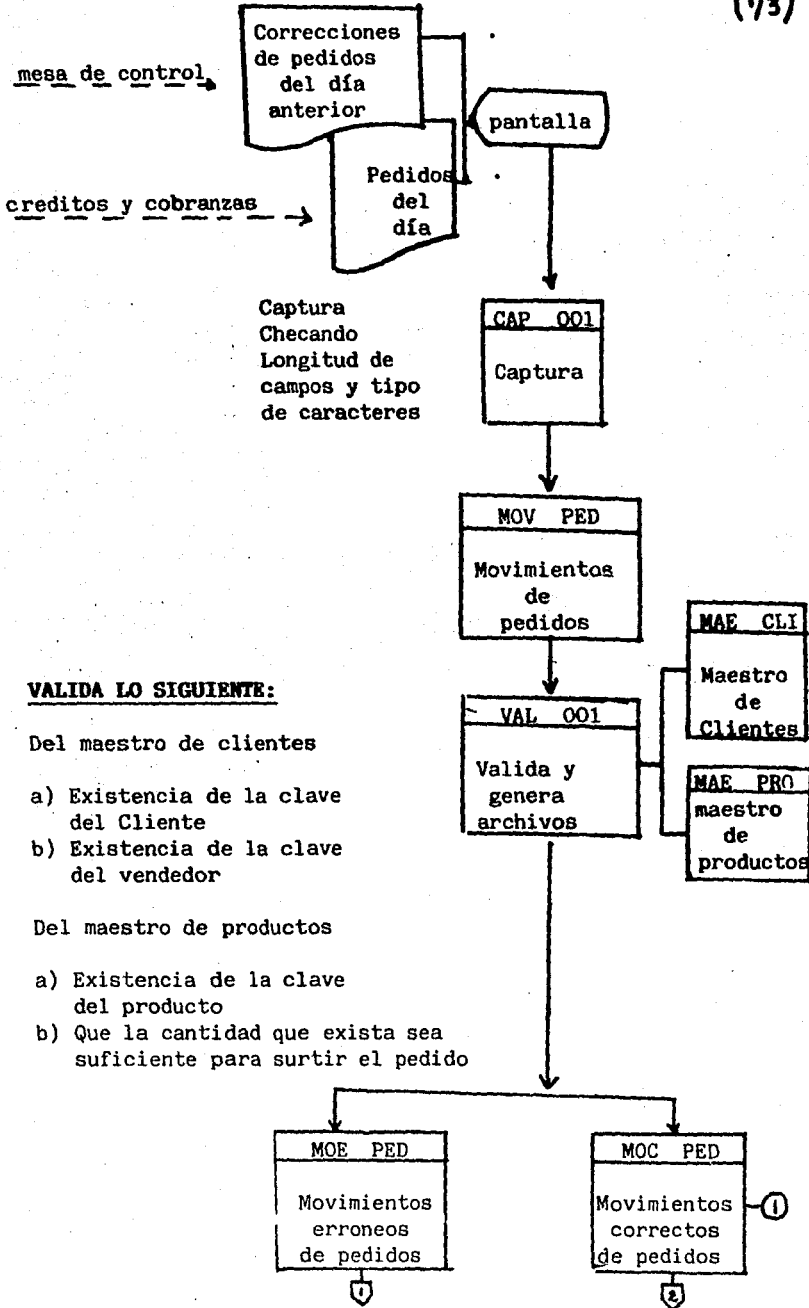 (1/3)
Correcciones
de pedidos
del día
anterior
mesa de control
pantalla
Pedidos
del
día
creditos y cobranzas
Captura
Checando
Longitud de
campos y tipo
de caracteres
CAP 001
Captura
MOV PED
Movimientos
de
pedidos
MAE CLI
Maestro
de
Clientes
VALIDA LO SIGUIENTE:
VAL 001
Valida y
genera
archivos
MAE PRO
maestro
de
productos
Del maestro de clientes
a) Existencia de la clave
del Cliente
b) Existencia de la clave
del vendedor
Del maestro de productos
a) Existencia de la clave
del producto
b) Que la cantidad que exista sea
suficiente para surtir el pedido
MOE PED
Movimientos
erroneos
de pedidos
1
MOC PED
Movimientos
correctos
de pedidos
1
2